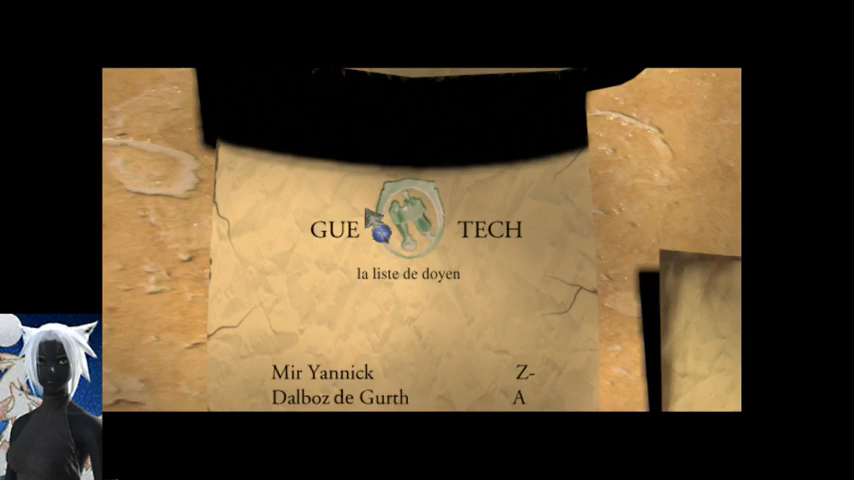 GUE TECH
la liste de doyen
Mir Yannick Z-
Dalboz de Gurth A